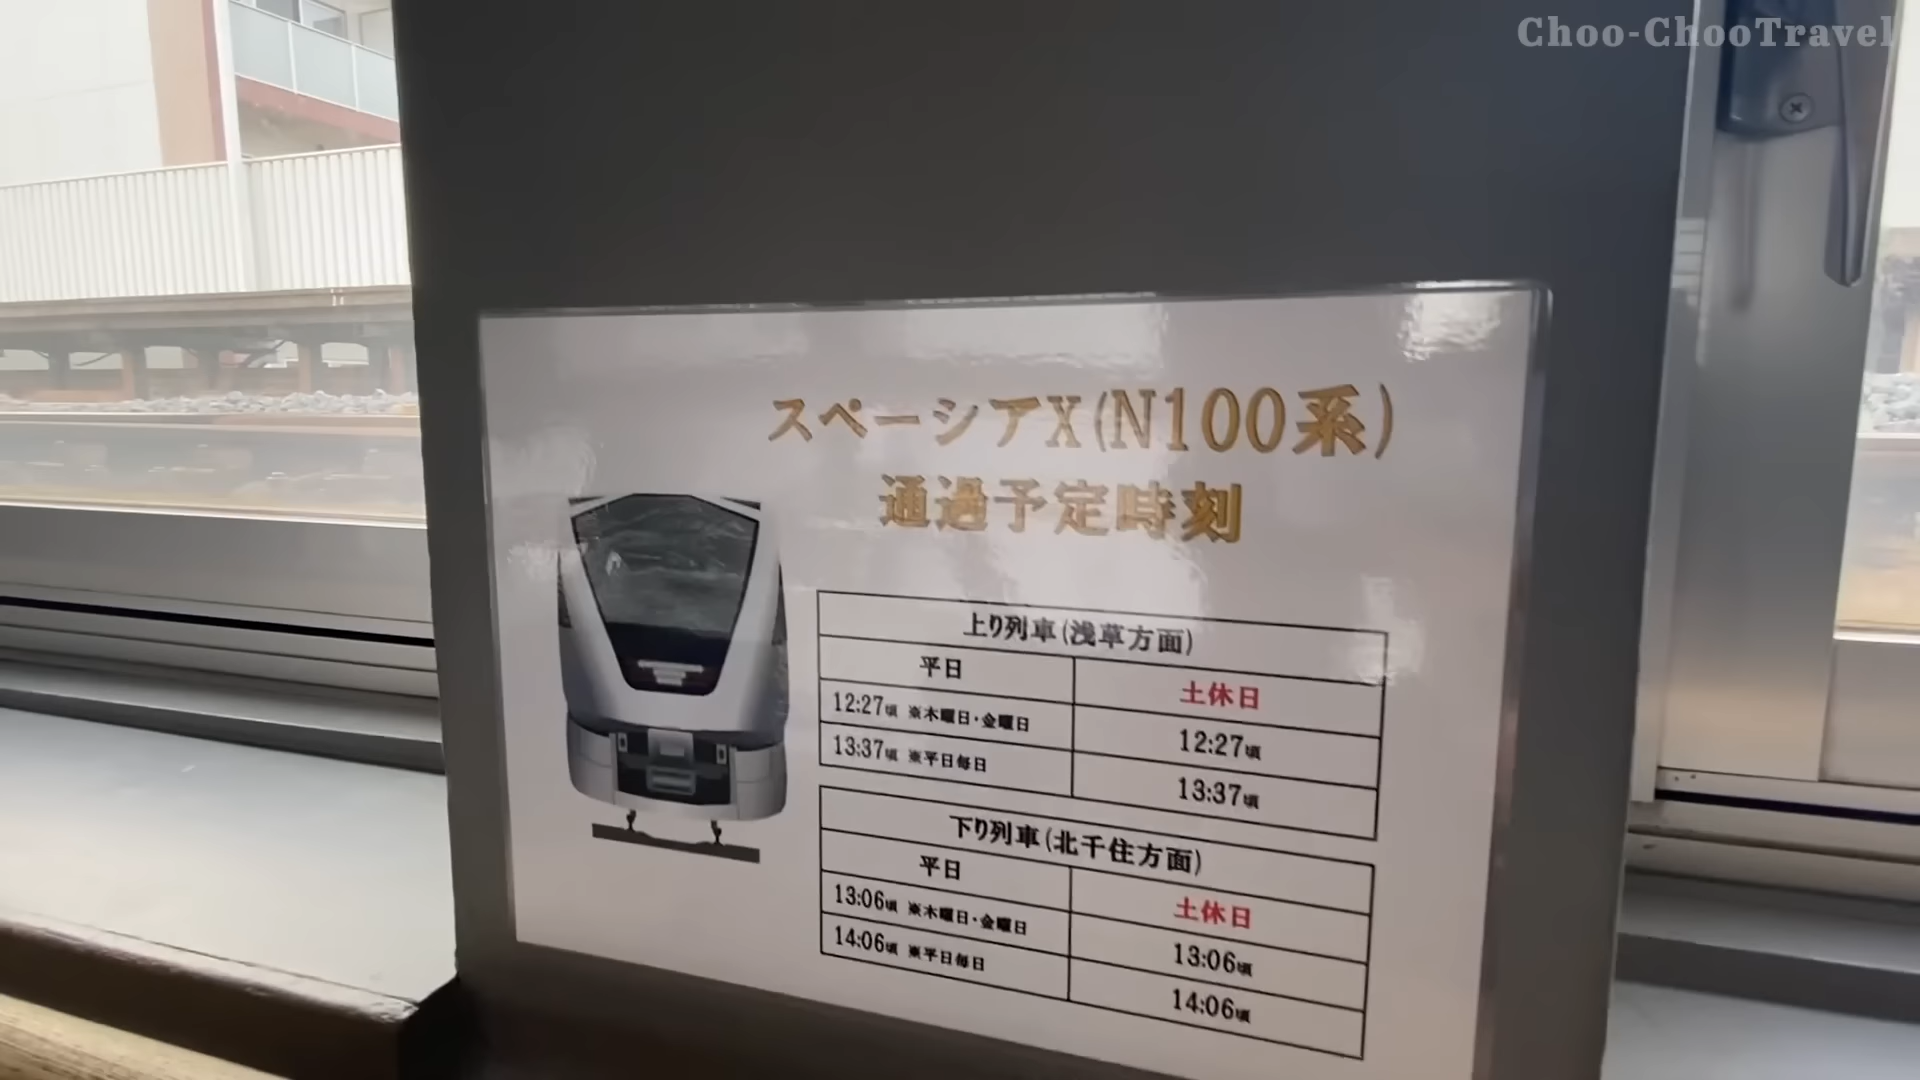 Choo-ChooTravel
スペーシアX(N100系)
通過予定時刻
上り列車(浅草方面)
平日 土休日
12:27頃 ※木曜日・金曜日 12:27頃
13:37頃 ※平日毎日 13:37頃
下り列車(北千住方面)
平日 土休日
13:06頃 ※木曜日・金曜日 13:06頃
14:06頃 ※平日毎日 14:06頃